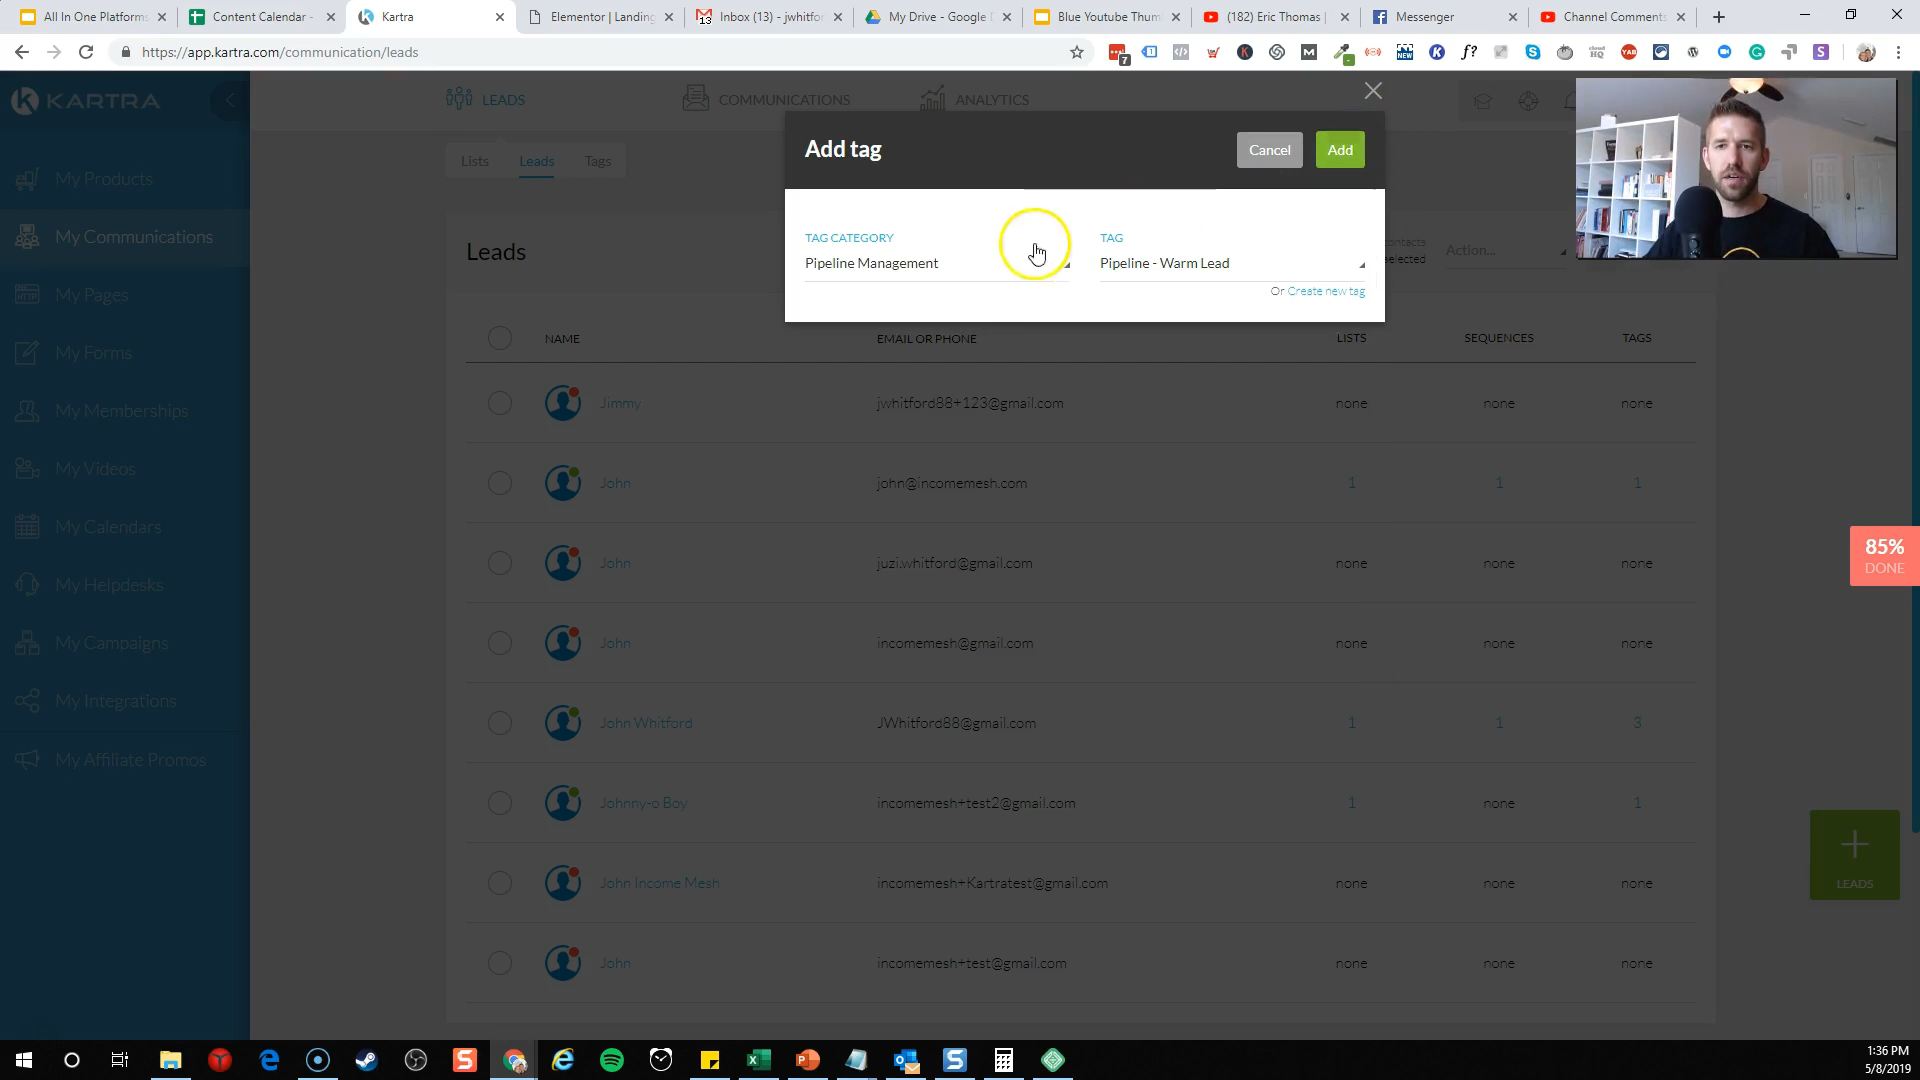 All In One Platforms
Content Calendar -
Kartra
Elementor | Landing
Inbox (13) - jwhitfor
My Drive - Google D
Blue Youtube Thum
(182) Eric Thomas |
Messenger
Channel Comments
https://app.kartra.com/communication/leads
KARTRA
LEADS
COMMUNICATIONS
ANALYTICS
Add tag
Cancel
Add
Lists
Leads
Tags
My Products
My Communications
My Pages
My Forms
My Memberships
My Videos
My Calendars
My Helpdesks
My Campaigns
My Integrations
My Affiliate Promos
TAG CATEGORY
Pipeline Management
TAG
Pipeline - Warm Lead
Or Create new tag
Leads
contacts
selected
Action...
NAME
EMAIL OR PHONE
LISTS
SEQUENCES
TAGS
Jimmy
jwhitford88+123@gmail.com
none
none
none
John
john@incomemesh.com
1
1
1
John
juzi.whitford@gmail.com
none
none
none
John
incomemesh@gmail.com
none
none
none
John Whitford
JWhitford88@gmail.com
1
1
3
Johnny-o Boy
incomemesh+test2@gmail.com
1
none
1
John Income Mesh
incomemesh+Kartratest@gmail.com
none
none
none
John
incomemesh+test@gmail.com
none
none
none
85%
DONE
LEADS
1:36 PM
5/8/2019